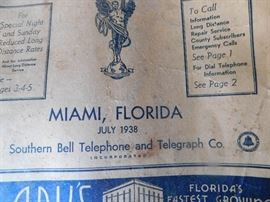 For
Special Night
and Sunday
Reduced Long
Distance Rates
See
Pages 3-4-5.
To Call
Information
Long Distance
Repair Service
County Subscribers
Emergency Calls
See Page 1
For Dial Telephone
Information
See Page 2
MIAMI, FLORIDA
JULY 1938
Southern Bell Telephone and Telegraph Co.
INCORPORATED
FLORIDA'S
FASTEST GROWING